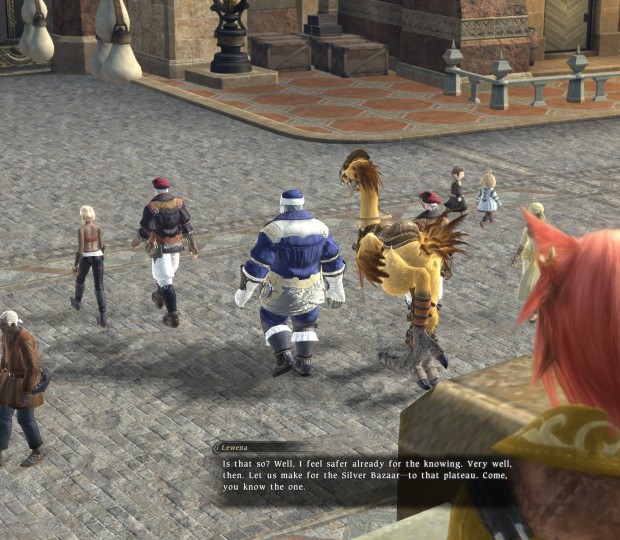 Lewena
Is that so? Well, I feel safer already for the knowing. Very well,
then. Let us make for the Silver Bazaar—to that plateau. Come,
you know the one.